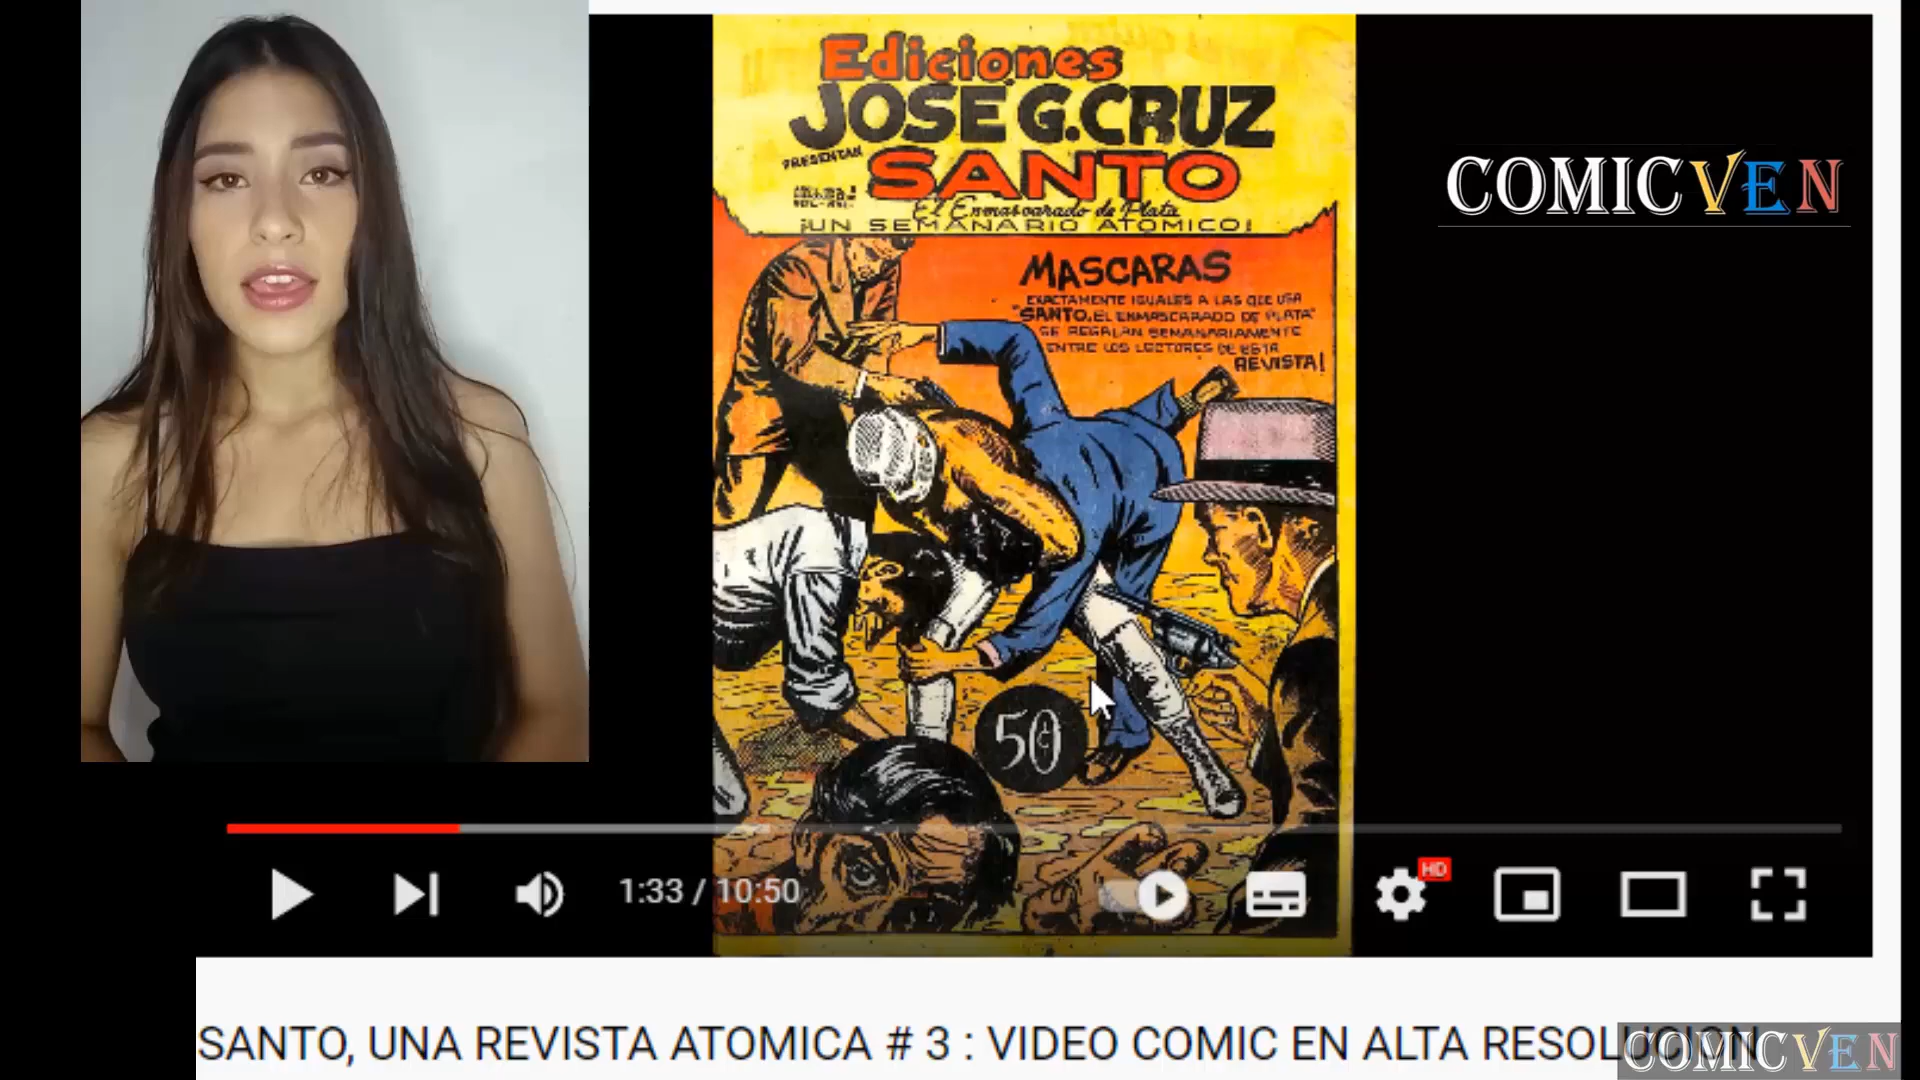 Ediciones
JOSE G. CRUZ
PRESENTAN
SANTO
El Enmascarado de Plata
¡UN SEMANARIO ATOMICO!
MASCARAS
EXACTAMENTE IGUALES A LAS QUE USA
"SANTO, EL ENMASCARADO DE PLATA"
SE REGALAN SEMANARIAMENTE
ENTRE LOS LECTORES DE ESTA
REVISTA!
50¢
COMICVEN
1:33 / 10:50
HD
SANTO, UNA REVISTA ATOMICA # 3 : VIDEO COMIC EN ALTA RESOLUCION
COMICVEN